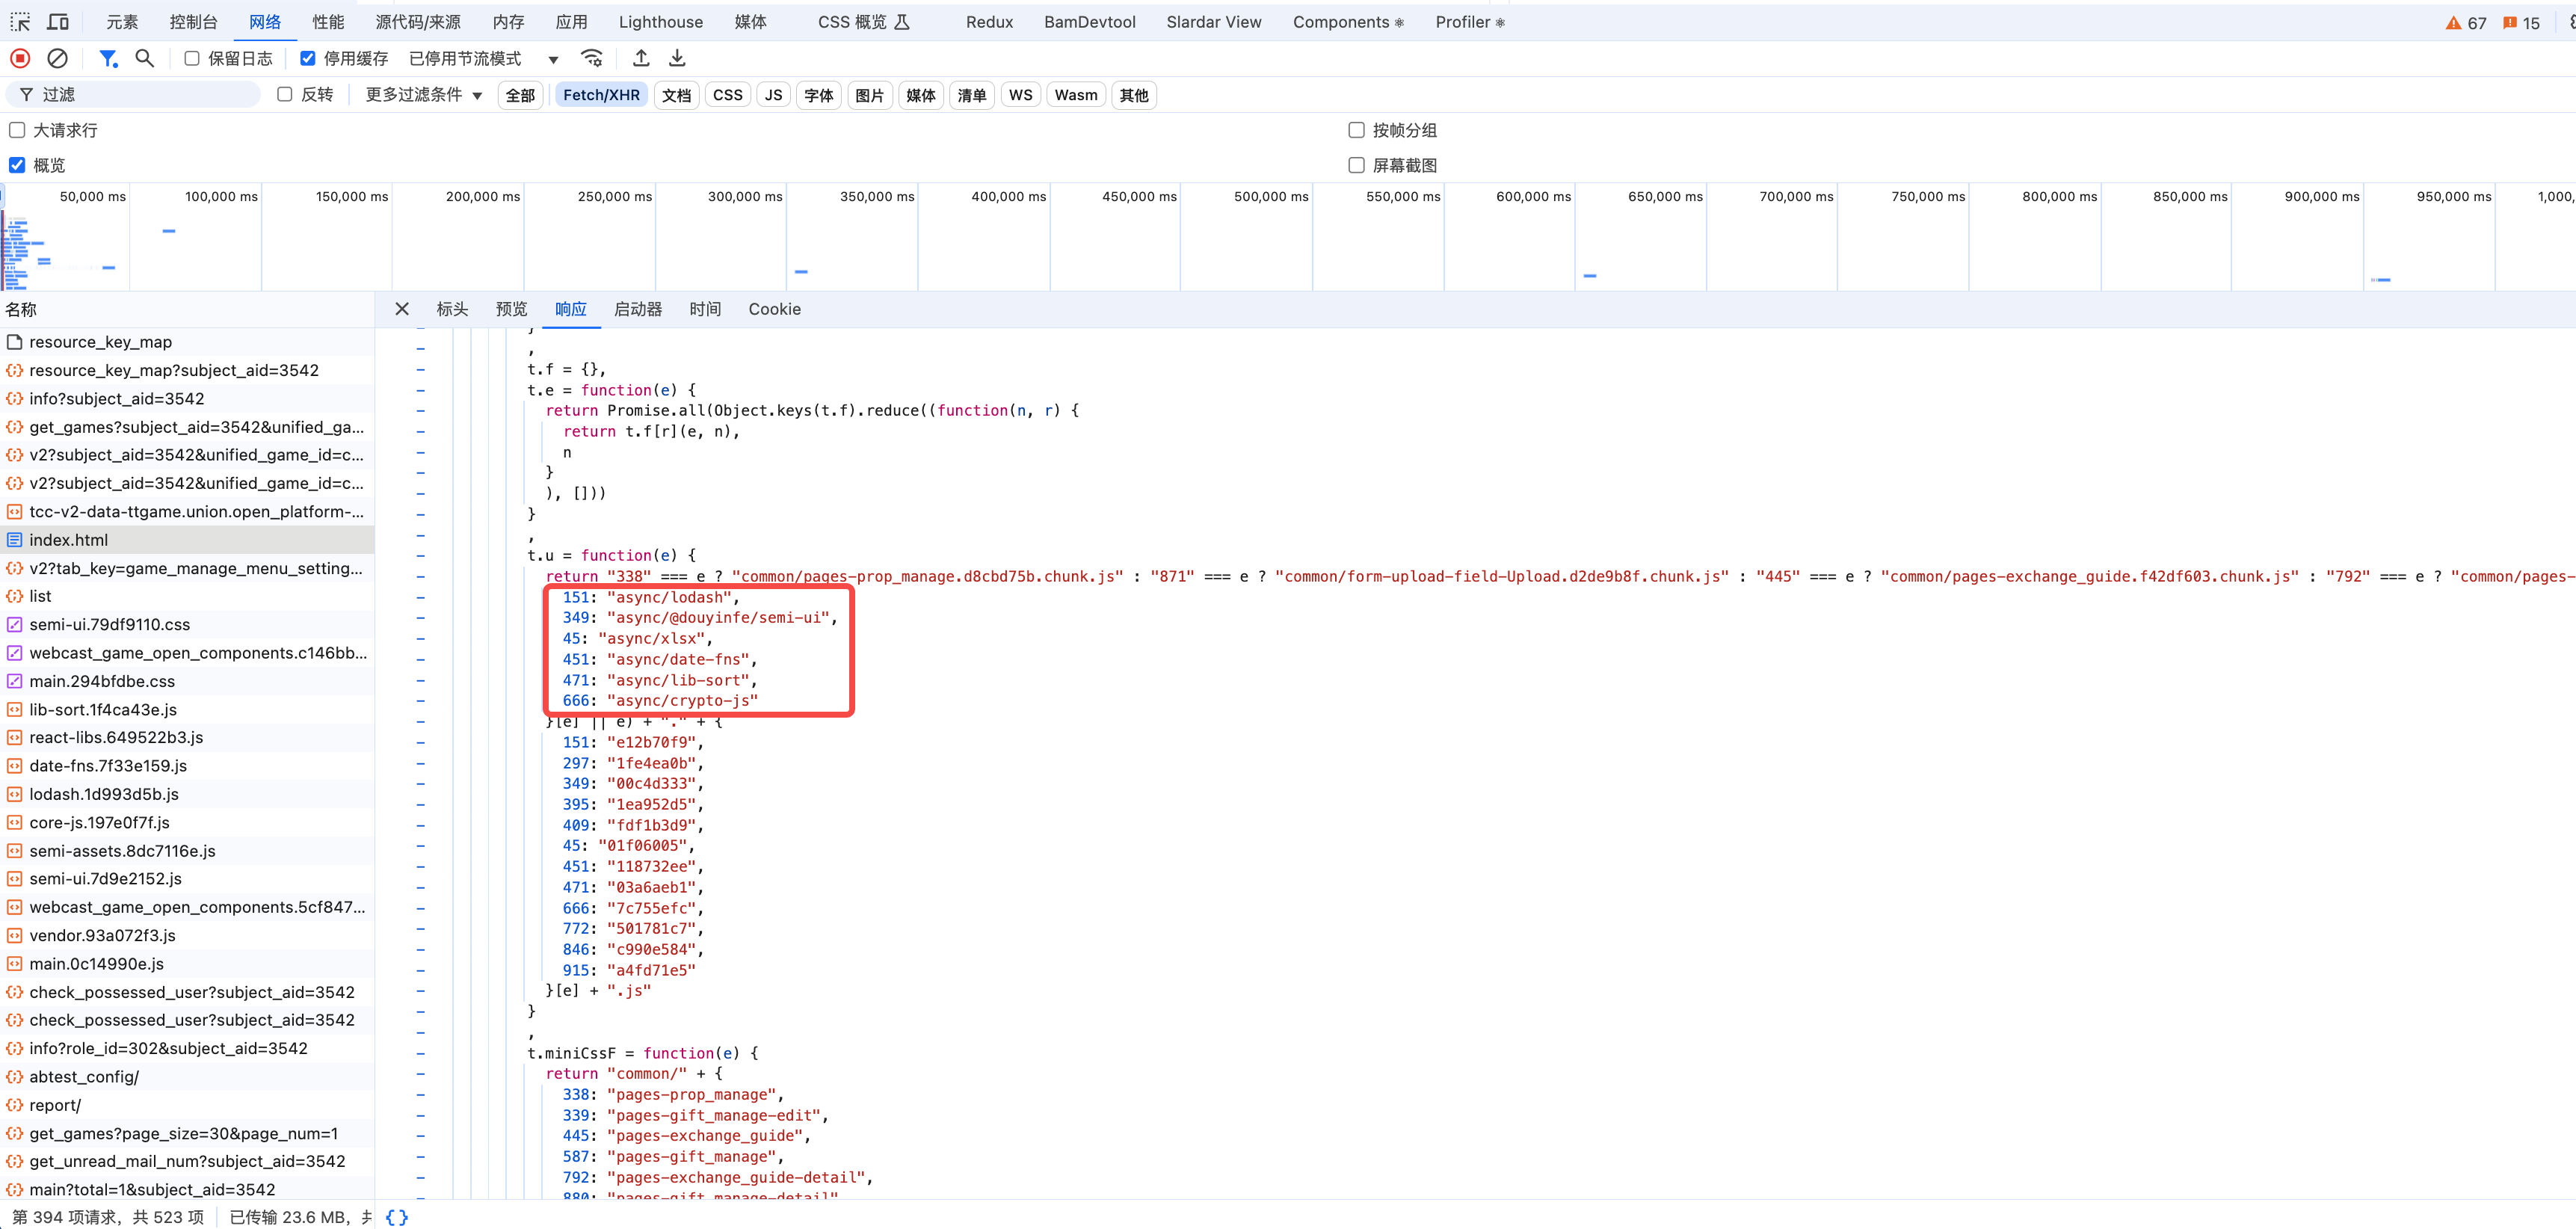 元素 控制台 网络 性能 源代码/来源 内存 应用 Lighthouse 媒体 CSS 概览 Redux BamDevtool Slardar View Components Profiler 67 15
保留日志 停用缓存 已停用节流模式
过滤 反转 更多过滤条件 全部 Fetch/XHR 文档 CSS JS 字体 图片 媒体 清单 WS Wasm 其他
大请求行 按帧分组
概览 屏幕截图
50,000 ms 100,000 ms 150,000 ms 200,000 ms 250,000 ms 300,000 ms 350,000 ms 400,000 ms 450,000 ms 500,000 ms 550,000 ms 600,000 ms 650,000 ms 700,000 ms 750,000 ms 800,000 ms 850,000 ms 900,000 ms 950,000 ms 1,000,
名称
resource_key_map
resource_key_map?subject_aid=3542
info?subject_aid=3542
get_games?subject_aid=3542&unified_ga...
v2?subject_aid=3542&unified_game_id=c...
v2?subject_aid=3542&unified_game_id=c...
tcc-v2-data-ttgame.union.open_platform-...
index.html
v2?tab_key=game_manage_menu_setting...
list
semi-ui.79df9110.css
webcast_game_open_components.c146bb...
main.294bfdbe.css
lib-sort.1f4ca43e.js
react-libs.649522b3.js
date-fns.7f33e159.js
lodash.1d993d5b.js
core-js.197e0f7f.js
semi-assets.8dc7116e.js
semi-ui.7d9e2152.js
webcast_game_open_components.5cf847...
vendor.93a072f3.js
main.0c14990e.js
check_possessed_user?subject_aid=3542
check_possessed_user?subject_aid=3542
info?role_id=302&subject_aid=3542
abtest_config/
report/
get_games?page_size=30&page_num=1
get_unread_mail_num?subject_aid=3542
main?total=1&subject_aid=3542
第 394 项请求，共 523 项 已传输 23.6 MB，共
标头 预览 响应 启动器 时间 Cookie
}
,
t.f = {},
t.e = function(e) {
return Promise.all(Object.keys(t.f).reduce((function(n, r) {
return t.f[r](e, n),
n
}
), []))
}
,
t.u = function(e) {
return "338" === e ? "common/pages-prop_manage.d8cbd75b.chunk.js" : "871" === e ? "common/form-upload-field-Upload.d2de9b8f.chunk.js" : "445" === e ? "common/pages-exchange_guide.f42df603.chunk.js" : "792" === e ? "common/pages-
151: "async/lodash",
349: "async/@douyinfe/semi-ui",
45: "async/xlsx",
451: "async/date-fns",
471: "async/lib-sort",
666: "async/crypto-js"
}[e] || e) + "." + {
151: "e12b70f9",
297: "1fe4ea0b",
349: "00c4d333",
395: "1ea952d5",
409: "fdf1b3d9",
45: "01f06005",
451: "118732ee",
471: "03a6aeb1",
666: "7c755efc",
772: "501781c7",
846: "c990e584",
915: "a4fd71e5"
}[e] + ".js"
}
,
t.miniCssF = function(e) {
return "common/" + {
338: "pages-prop_manage",
339: "pages-gift_manage-edit",
445: "pages-exchange_guide",
587: "pages-gift_manage",
792: "pages-exchange_guide-detail",
880: "pages-gift_manage-detail"
{}